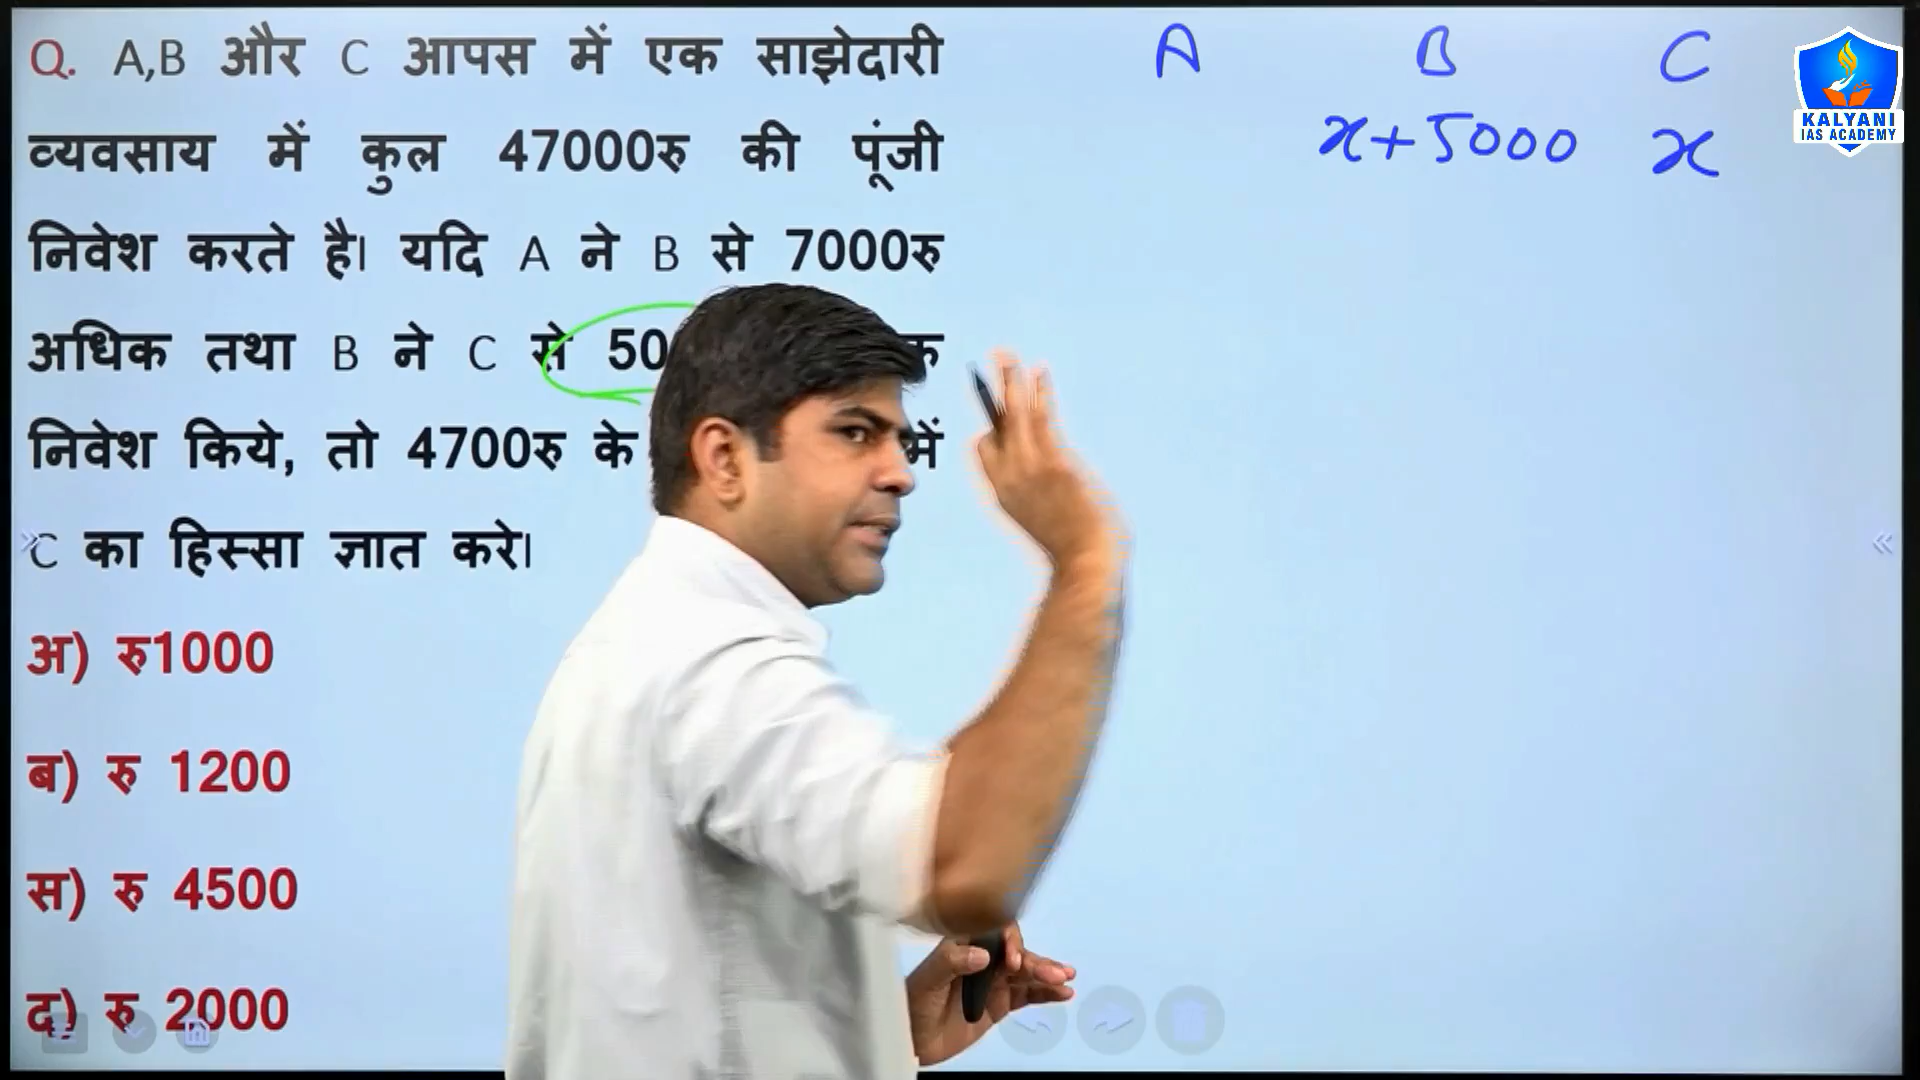 Q. A,B और C आपस में एक साझेदारी
व्यवसाय में कुल 47000रु की पूंजी
निवेश करते है। यदि A ने B से 7000रु
अधिक तथा B ने C से
निवेश किये, तो 4700रु के में
C का हिस्सा ज्ञात करे।
अ) रु1000
ब) रु 1200
स) रु 4500
द) रु 2000
A B C
x+5000 x
KALYANI
IAS ACADEMY